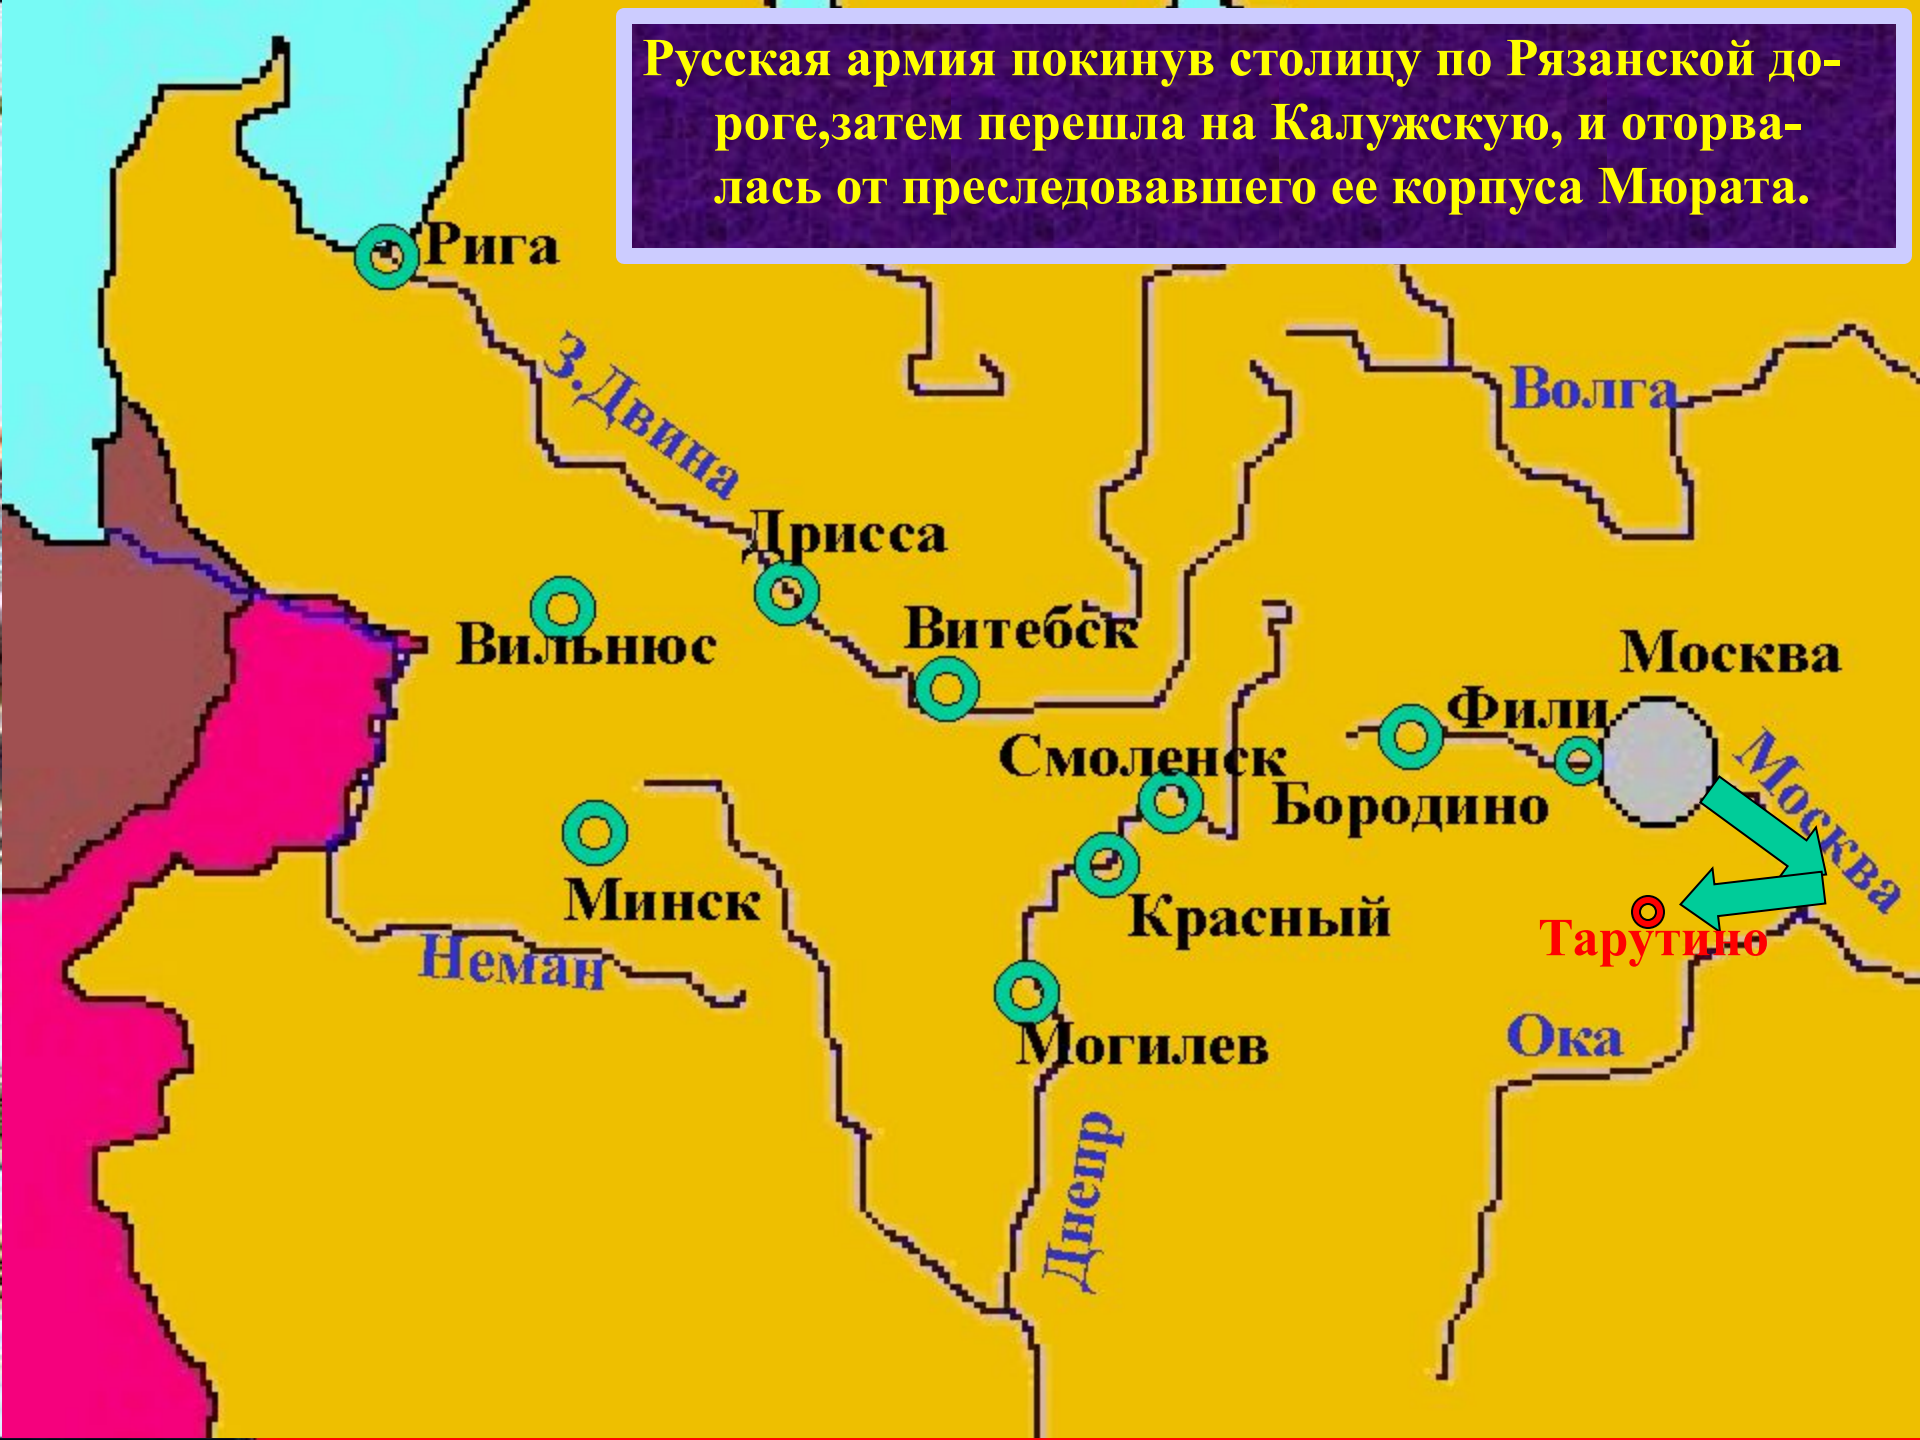 Русская армия покинув столицу по Рязанской до-
роге,затем перешла на Калужскую, и оторва-
лась от преследовавшего ее корпуса Мюрата.
Рига
З.Двина
Волга
Дрисса
Вильнюс
Витебск
Москва
Фили
Смоленск
Бородино
Москва
Минск
Красный
Тарутино
Неман
Могилев
Ока
Днепр